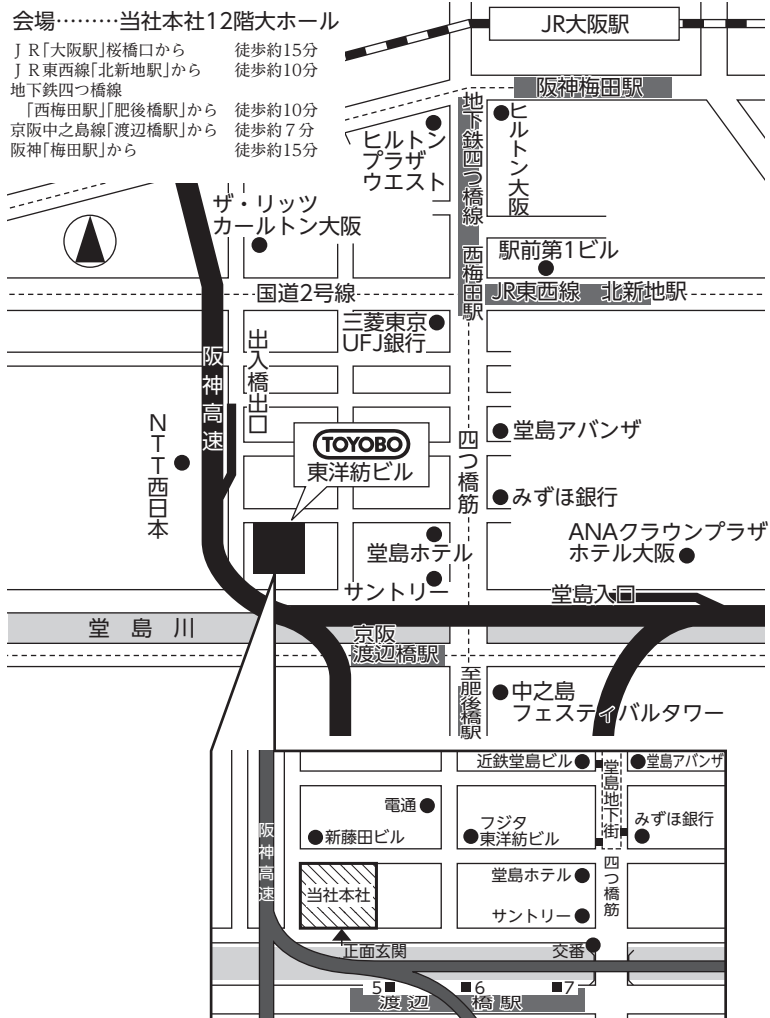 会場………当社本社12階大ホール
ＪＲ「大阪駅」桜橋口から　徒歩約15分
ＪＲ東西線「北新地駅」から　徒歩約10分
地下鉄四つ橋線
「西梅田駅」「肥後橋駅」から　徒歩約10分
京阪中之島線「渡辺橋駅」から　徒歩約７分
阪神「梅田駅」から　徒歩約15分
JR大阪駅
阪神梅田駅
地下鉄四つ橋線　西梅田駅
ヒルトン大阪
ヒルトン
プラザ
ウエスト
ザ・リッツ
カールトン大阪
駅前第1ビル
国道2号線
JR東西線　北新地駅
三菱東京
UFJ銀行
出入橋出口
阪神高速
NTT西日本
TOYOBO
東洋紡ビル
四つ橋筋
堂島アバンザ
みずほ銀行
ANAクラウンプラザ
ホテル大阪
堂島ホテル
サントリー
堂島入口
堂島川
京阪
渡辺橋駅
至肥後橋駅
中之島
フェスティバルタワー
近鉄堂島ビル
堂島地下街
堂島アバンザ
電通
新藤田ビル
フジタ
東洋紡ビル
みずほ銀行
阪神高速
当社本社
堂島ホテル
四つ橋筋
サントリー
正面玄関
交番
5
6
7
渡辺橋駅